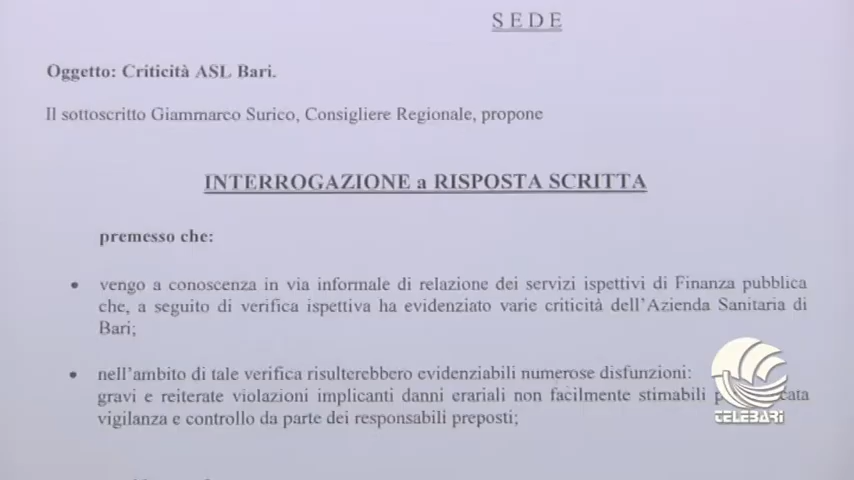 SEDE
Oggetto: Criticità ASL Bari.
Il sottoscritto Giammarco Surico, Consigliere Regionale, propone
INTERROGAZIONE a RISPOSTA SCRITTA
premesso che:
• vengo a conoscenza in via informale di relazione dei servizi ispettivi di Finanza pubblica
che, a seguito di verifica ispettiva ha evidenziato varie criticità dell'Azienda Sanitaria di
Bari;
• nell'ambito di tale verifica risulterebbero evidenziabili numerose disfunzioni:
gravi e reiterate violazioni implicanti danni erariali non facilmente stimabili
vigilanza e controllo da parte dei responsabili preposti;
TELEBARI